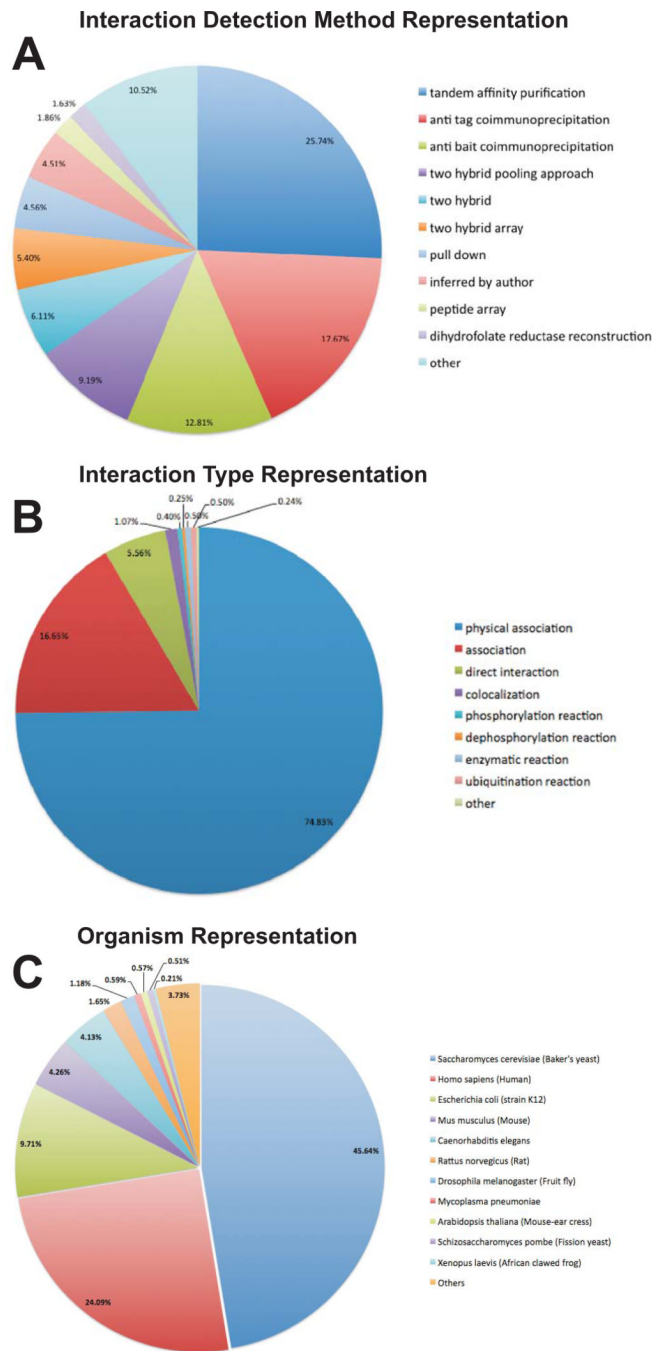 Interaction Detection Method Representation
A
10.52%
1.63%
1.86%
4.51%
4.56%
5.40%
6.11%
9.19%
12.81%
17.67%
25.74%
tandem affinity purification
anti tag coimmunoprecipitation
anti bait coimmunoprecipitation
two hybrid pooling approach
two hybrid
two hybrid array
pull down
inferred by author
peptide array
dihydrofolate reductase reconstruction
other
Interaction Type Representation
B
0.25%
0.50%
0.24%
1.07%
0.40%
0.50%
5.56%
16.65%
74.83%
physical association
association
direct interaction
colocalization
phosphorylation reaction
dephosphorylation reaction
enzymatic reaction
ubiquitination reaction
other
Organism Representation
C
0.51%
0.57%
0.59%
0.21%
1.18%
3.73%
1.65%
4.13%
4.26%
9.71%
45.64%
24.09%
Saccharomyces cerevisiae (Baker's yeast)
Homo sapiens (Human)
Escherichia coli (strain K12)
Mus musculus (Mouse)
Caenorhabditis elegans
Rattus norvegicus (Rat)
Drosophila melanogaster (Fruit fly)
Mycoplasma pneumoniae
Arabidopsis thaliana (Mouse-ear cress)
Schizosaccharomyces pombe (Fission yeast)
Xenopus laevis (African clawed frog)
Others